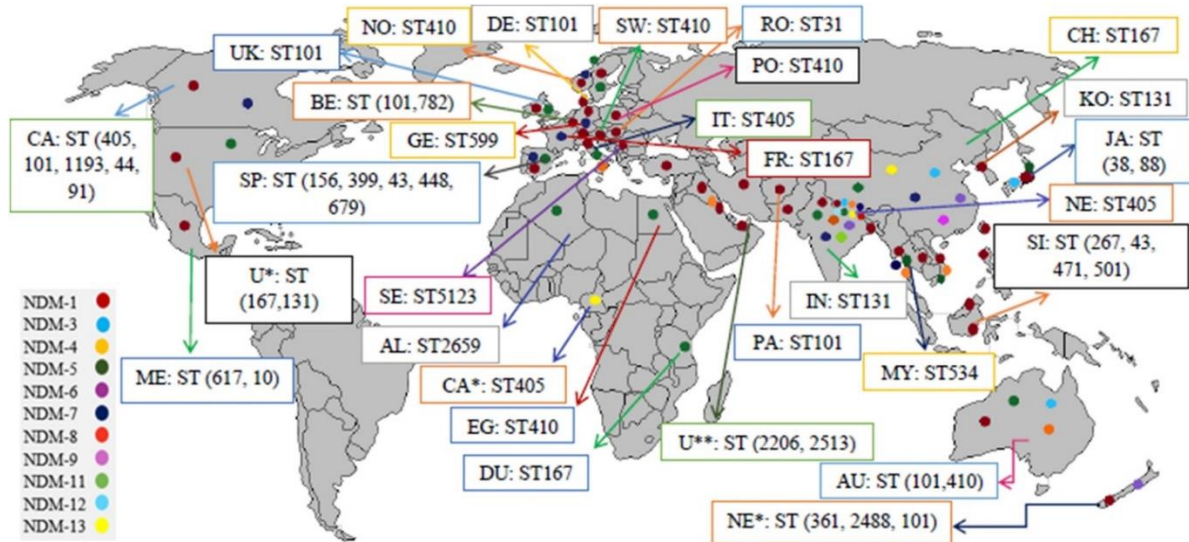 NO: ST410
DE: ST101
SW: ST410
RO: ST31
CH: ST167
UK: ST101
PO: ST410
KO: ST131
BE: ST (101,782)
IT: ST405
CA: ST (405,
101, 1193, 44,
91)
GE: ST599
FR: ST167
JA: ST
(38, 88)
SP: ST (156, 399, 43, 448,
679)
NE: ST405
U*: ST
(167,131)
SE: ST5123
IN: ST131
SI: ST (267, 43,
471, 501)
AL: ST2659
PA: ST101
MY: ST534
ME: ST (617, 10)
CA*: ST405
EG: ST410
U**: ST (2206, 2513)
DU: ST167
AU: ST (101,410)
NE*: ST (361, 2488, 101)
NDM-1
NDM-3
NDM-4
NDM-5
NDM-6
NDM-7
NDM-8
NDM-9
NDM-11
NDM-12
NDM-13